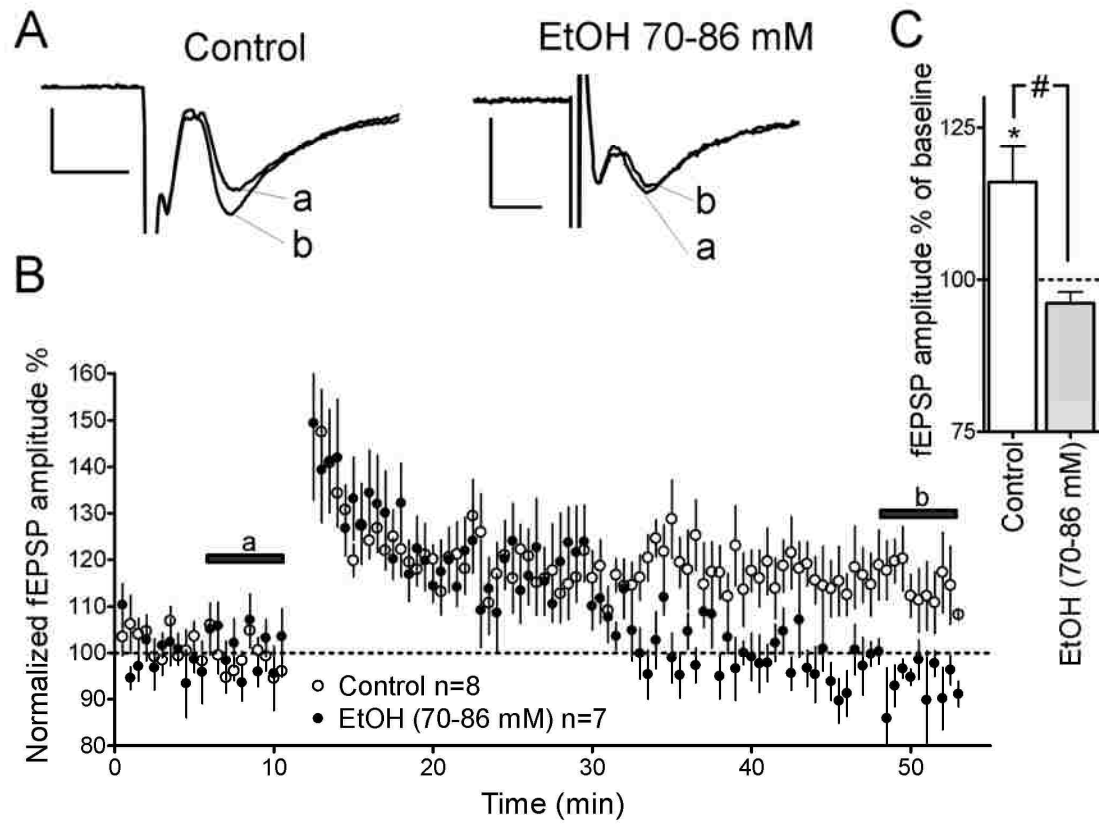 A
Control
EtOH 70-86 mM
a
b
b
a
C
#
*
125
100
75
fEPSP amplitude % of baseline
Control
EtOH (70-86 mM)
B
Normalized fEPSP amplitude %
160
150
140
130
120
110
100
90
80
a
b
Control n=8
EtOH (70-86 mM) n=7
0
10
20
30
40
50
Time (min)